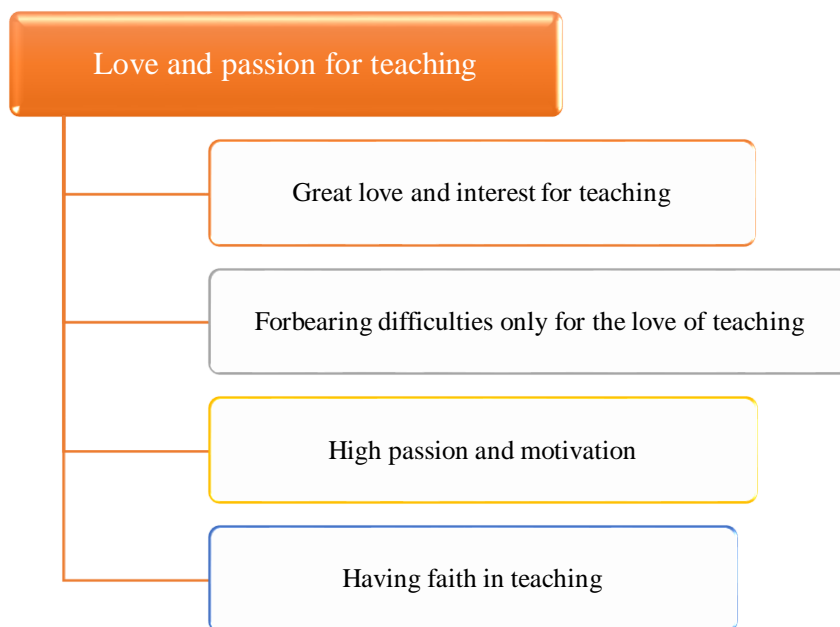 Love and passion for teaching
Great love and interest for teaching
Forbearing difficulties only for the love of teaching
High passion and motivation
Having faith in teaching